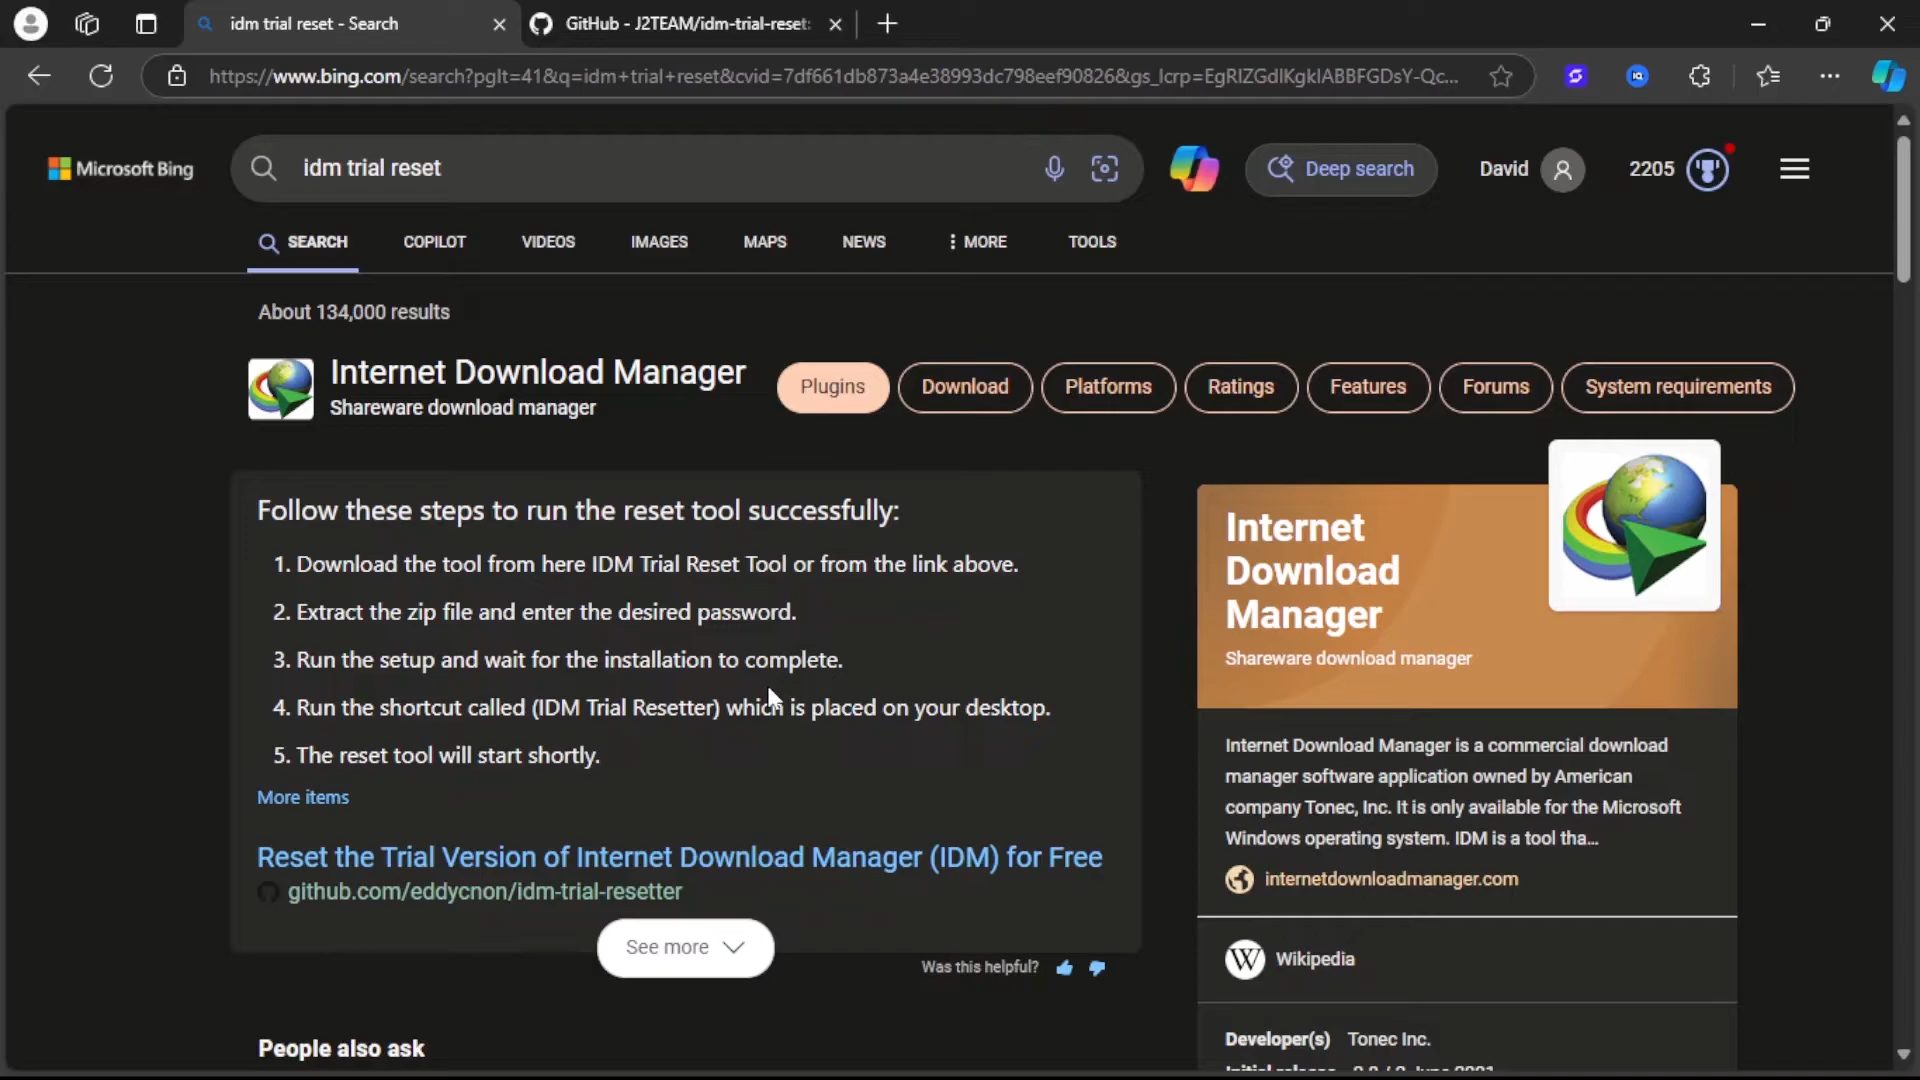 idm trial reset - Search
GitHub - J2TEAM/idm-trial-reset:
https://www.bing.com/search?pglt=41&q=idm+trial+reset&cvid=7df661db873a4e38993dc798eef90826&gs_lcrp=EgRlZGdlKgkIABBFGDsY-Qc...
Microsoft Bing
idm trial reset
Deep search
David
2205
SEARCH
COPILOT
VIDEOS
IMAGES
MAPS
NEWS
MORE
TOOLS
About 134,000 results
Internet Download Manager
Shareware download manager
Plugins
Download
Platforms
Ratings
Features
Forums
System requirements
Follow these steps to run the reset tool successfully:
1. Download the tool from here IDM Trial Reset Tool or from the link above.
2. Extract the zip file and enter the desired password.
3. Run the setup and wait for the installation to complete.
4. Run the shortcut called (IDM Trial Resetter) which is placed on your desktop.
5. The reset tool will start shortly.
More items
Reset the Trial Version of Internet Download Manager (IDM) for Free
github.com/eddycnon/idm-trial-resetter
See more
Was this helpful?
People also ask
Internet
Download
Manager
Shareware download manager
Internet Download Manager is a commercial download
manager software application owned by American
company Tonec, Inc. It is only available for the Microsoft
Windows operating system. IDM is a tool tha...
internetdownloadmanager.com
W Wikipedia
Developer(s) Tonec Inc.